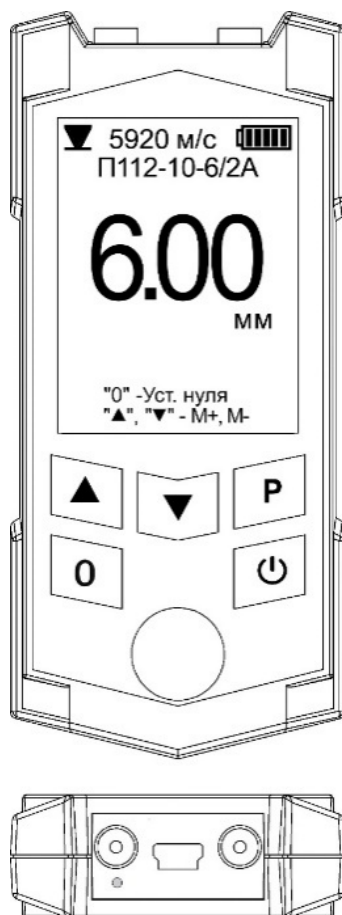 5920 м/с
П112-10-6/2А
6.00
мм
"0" -Уст. нуля
"▲", "▼" - М+, М-
▲ ▼ P
0